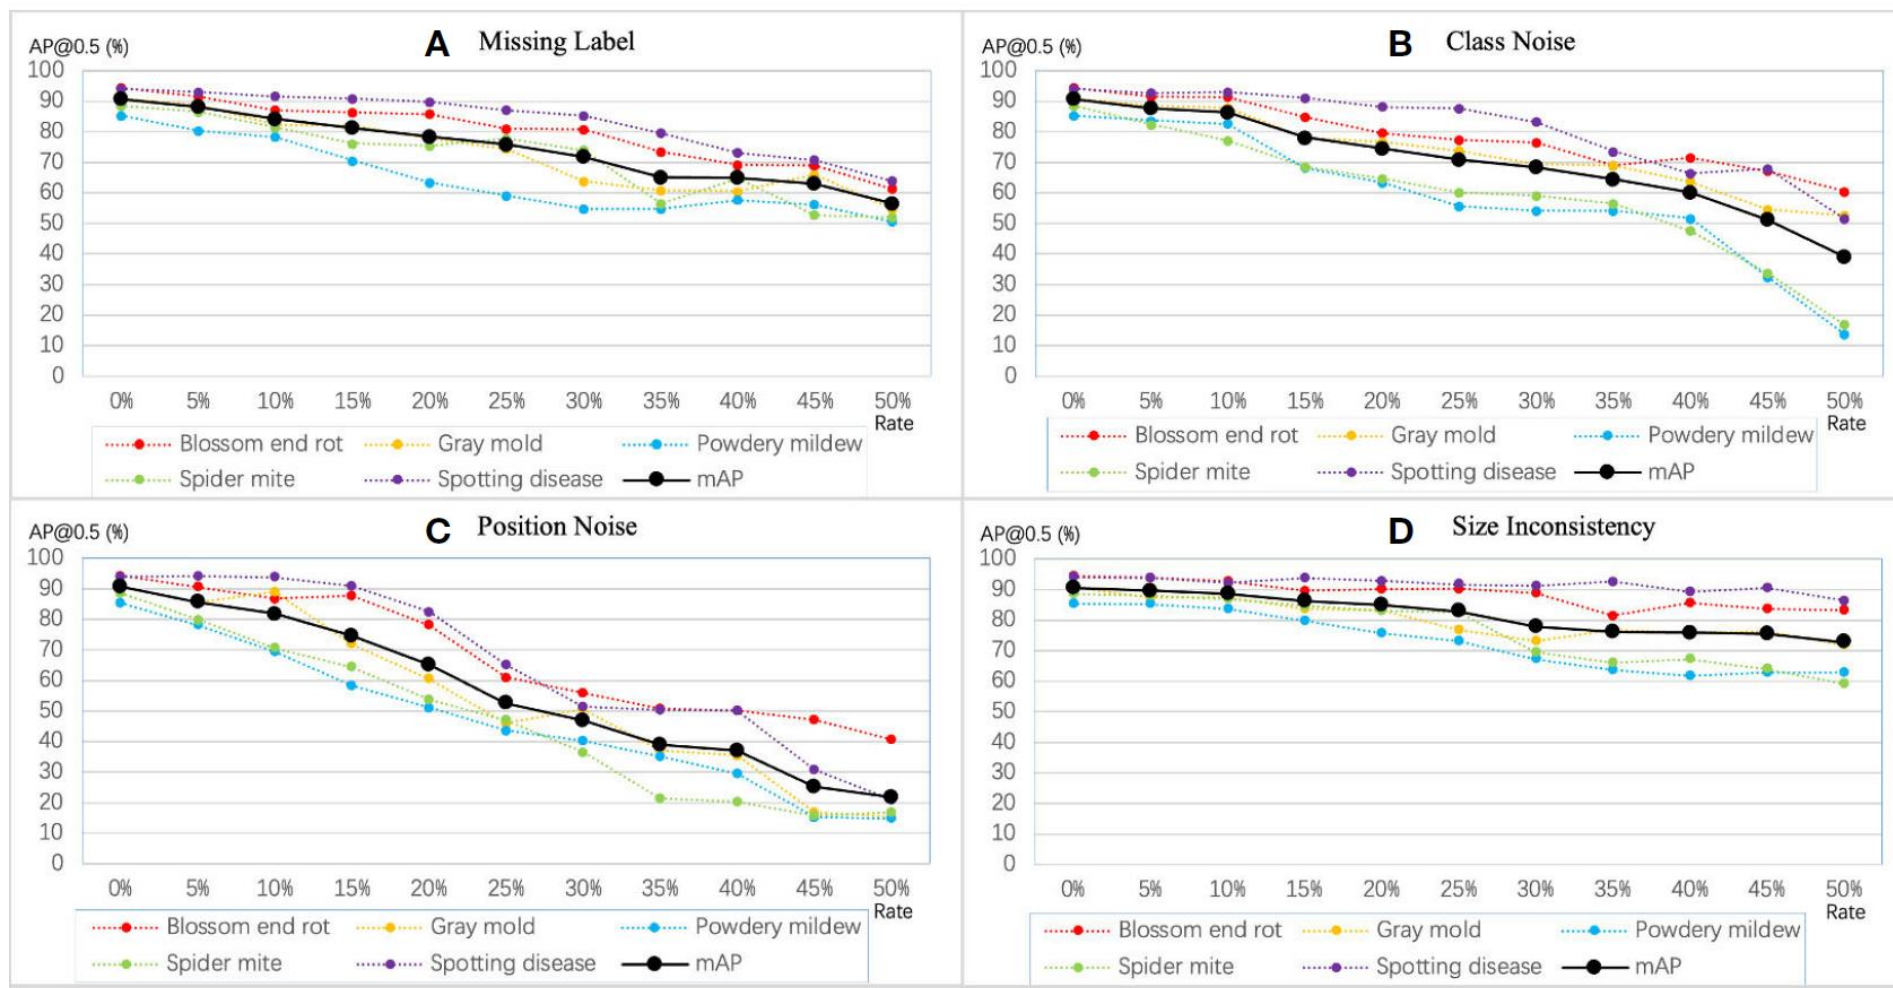 A Missing Label
AP@0.5 (%)
100
90
80
70
60
50
40
30
20
10
0
0% 5% 10% 15% 20% 25% 30% 35% 40% 45% 50%
Rate
Blossom end rot Gray mold Powdery mildew
Spider mite Spotting disease mAP
B Class Noise
AP@0.5 (%)
100
90
80
70
60
50
40
30
20
10
0
0% 5% 10% 15% 20% 25% 30% 35% 40% 45% 50%
Rate
Blossom end rot Gray mold Powdery mildew
Spider mite Spotting disease mAP
C Position Noise
AP@0.5 (%)
100
90
80
70
60
50
40
30
20
10
0
0% 5% 10% 15% 20% 25% 30% 35% 40% 45% 50%
Rate
Blossom end rot Gray mold Powdery mildew
Spider mite Spotting disease mAP
D Size Inconsistency
AP@0.5 (%)
100
90
80
70
60
50
40
30
20
10
0
0% 5% 10% 15% 20% 25% 30% 35% 40% 45% 50%
Rate
Blossom end rot Gray mold Powdery mildew
Spider mite Spotting disease mAP